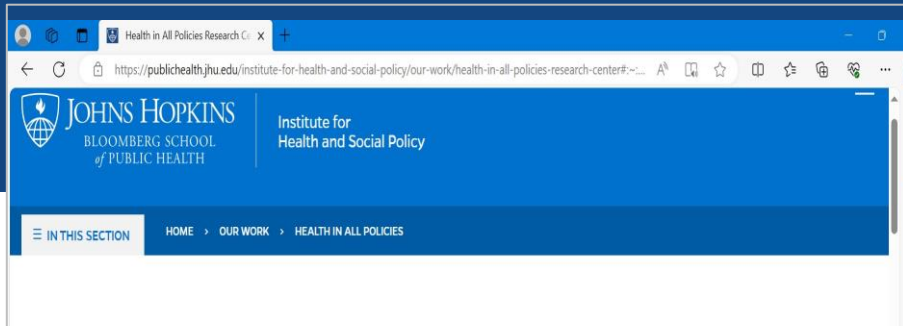 Health in All Policies Research Ce
https://publichealth.jhu.edu/institute-for-health-and-social-policy/our-work/health-in-all-policies-research-center#:~:...
JOHNS HOPKINS
BLOOMBERG SCHOOL
of PUBLIC HEALTH
Institute for
Health and Social Policy
IN THIS SECTION
HOME > OUR WORK > HEALTH IN ALL POLICIES